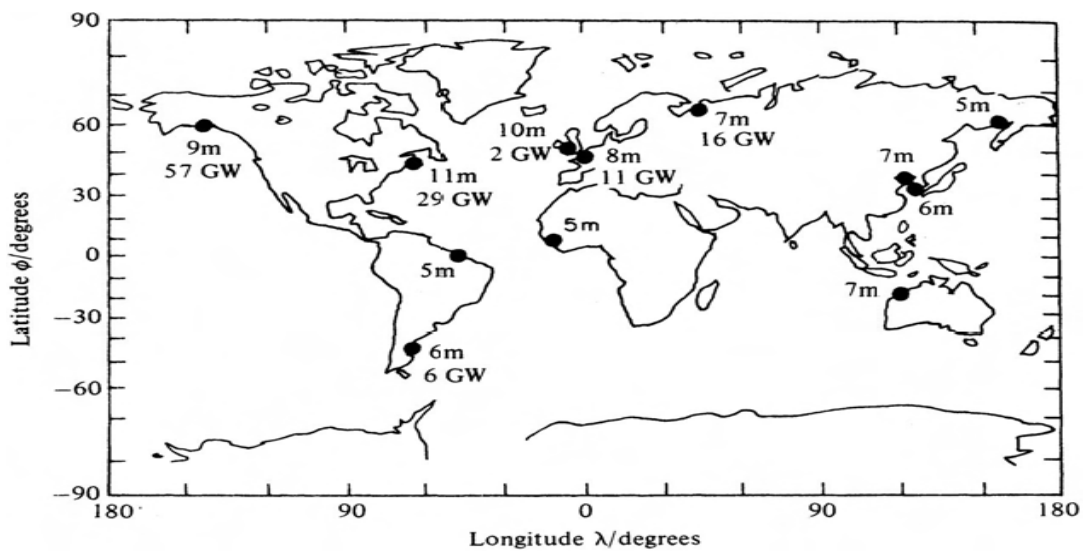 90
60
30
0
−30
−60
−90
Latitude ϕ/degrees
9m
57 GW
11m
29 GW
10m
2 GW
8m
11 GW
7m
16 GW
5m
7m
6m
5m
5m
7m
6m
6 GW
180
90
0
90
180
Longitude λ/degrees